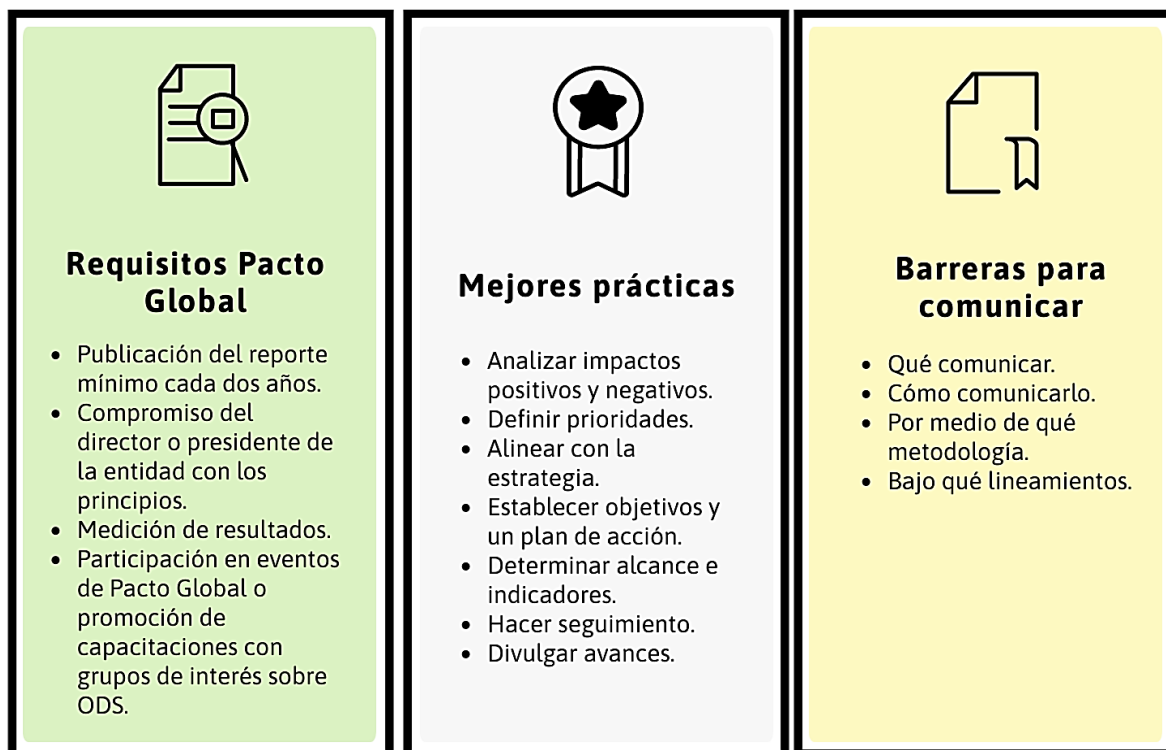 Requisitos Pacto
Global
• Publicación del reporte
mínimo cada dos años.
• Compromiso del
director o presidente de
la entidad con los
principios.
• Medición de resultados.
• Participación en eventos
de Pacto Global o
promoción de
capacitaciones con
grupos de interés sobre
ODS.
Mejores prácticas
• Analizar impactos
positivos y negativos.
• Definir prioridades.
• Alinear con la
estrategia.
• Establecer objetivos y
un plan de acción.
• Determinar alcance e
indicadores.
• Hacer seguimiento.
• Divulgar avances.
Barreras para
comunicar
• Qué comunicar.
• Cómo comunicarlo.
• Por medio de qué
metodología.
• Bajo qué lineamientos.